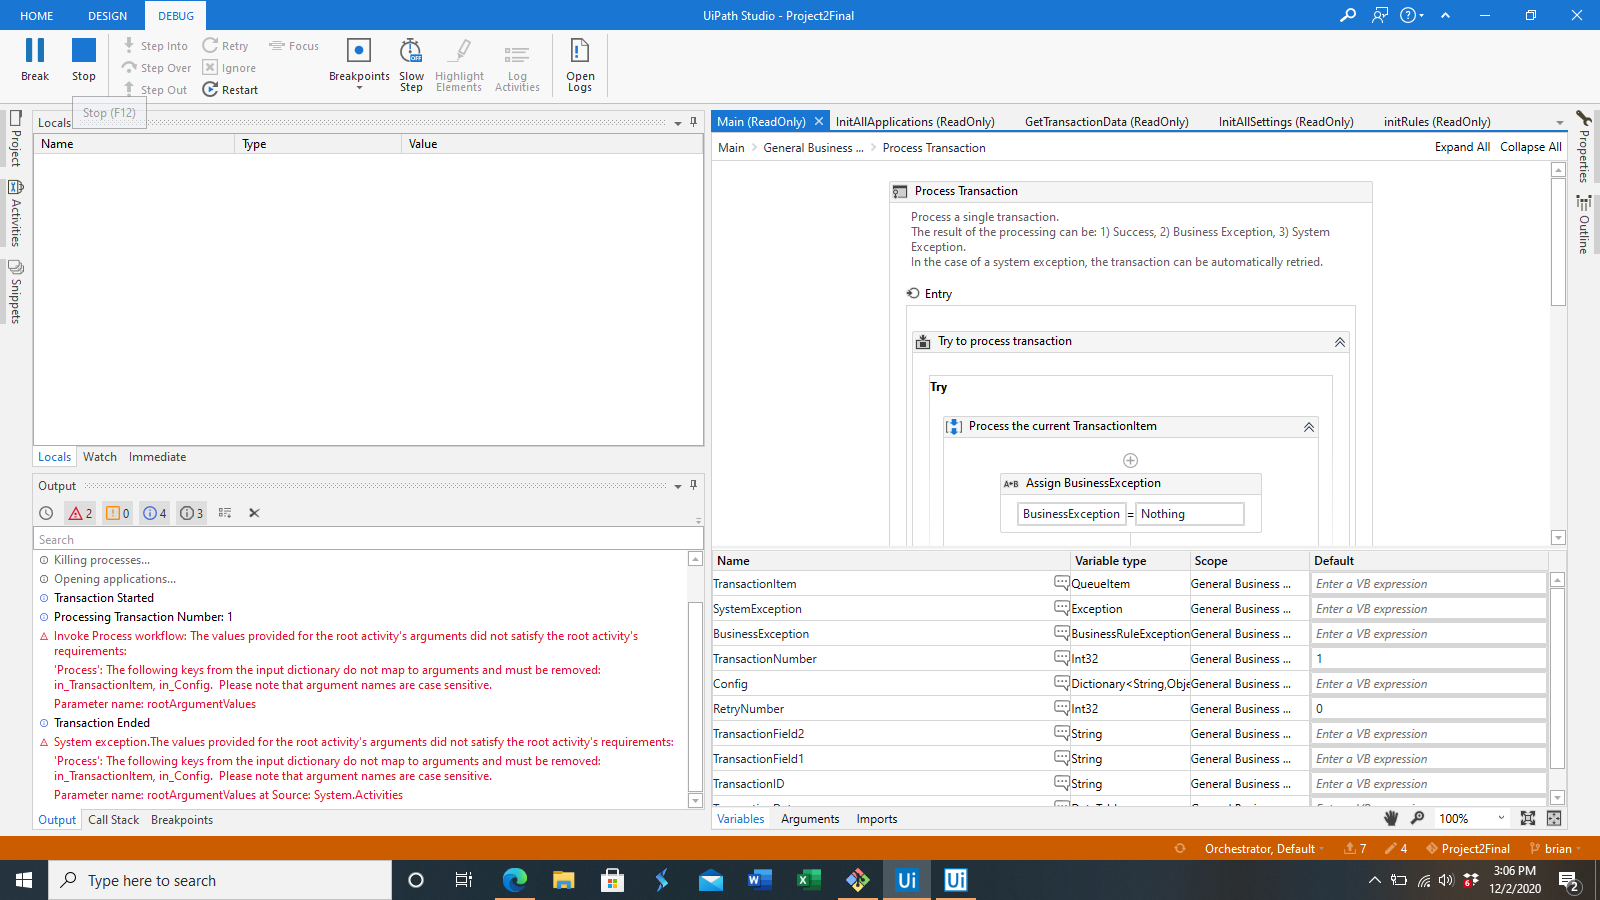 HOME DESIGN DEBUG UiPath Studio - Project2Final
Break Stop
Step Into Retry Focus
Step Over Ignore
Step Out Restart
Breakpoints Slow Step Highlight Elements Log Activities Open Logs
Stop (F12)
Project
Activities
Snippets
Locals
Name Type Value
Locals Watch Immediate
Output
2 0 4 3
Search
Killing processes...
Opening applications...
Transaction Started
Processing Transaction Number: 1
Invoke Process workflow: The values provided for the root activity's arguments did not satisfy the root activity's
requirements:
'Process': The following keys from the input dictionary do not map to arguments and must be removed:
in_TransactionItem, in_Config. Please note that argument names are case sensitive.
Parameter name: rootArgumentValues
Transaction Ended
System exception.The values provided for the root activity's arguments did not satisfy the root activity's requirements:
'Process': The following keys from the input dictionary do not map to arguments and must be removed:
in_TransactionItem, in_Config. Please note that argument names are case sensitive.
Parameter name: rootArgumentValues at Source: System.Activities
Output Call Stack Breakpoints
Main (ReadOnly) InitAllApplications (ReadOnly) GetTransactionData (ReadOnly) InitAllSettings (ReadOnly) initRules (ReadOnly)
Main General Business ... Process Transaction Expand All Collapse All
Process Transaction
Process a single transaction.
The result of the processing can be: 1) Success, 2) Business Exception, 3) System
Exception.
In the case of a system exception, the transaction can be automatically retried.
Entry
Try to process transaction
Try
Process the current TransactionItem
A+B Assign BusinessException
BusinessException = Nothing
Name Variable type Scope Default
TransactionItem QueueItem General Business ... Enter a VB expression
SystemException Exception General Business ... Enter a VB expression
BusinessException BusinessRuleException General Business ... Enter a VB expression
TransactionNumber Int32 General Business ... 1
Config Dictionary<String,Obje General Business ... Enter a VB expression
RetryNumber Int32 General Business ... 0
TransactionField2 String General Business ... Enter a VB expression
TransactionField1 String General Business ... Enter a VB expression
TransactionID String General Business ... Enter a VB expression
Variables Arguments Imports 100%
Properties
Outline
Orchestrator, Default 7 4 Project2Final brian
Type here to search
Ui Ui
6
3:06 PM
12/2/2020
2